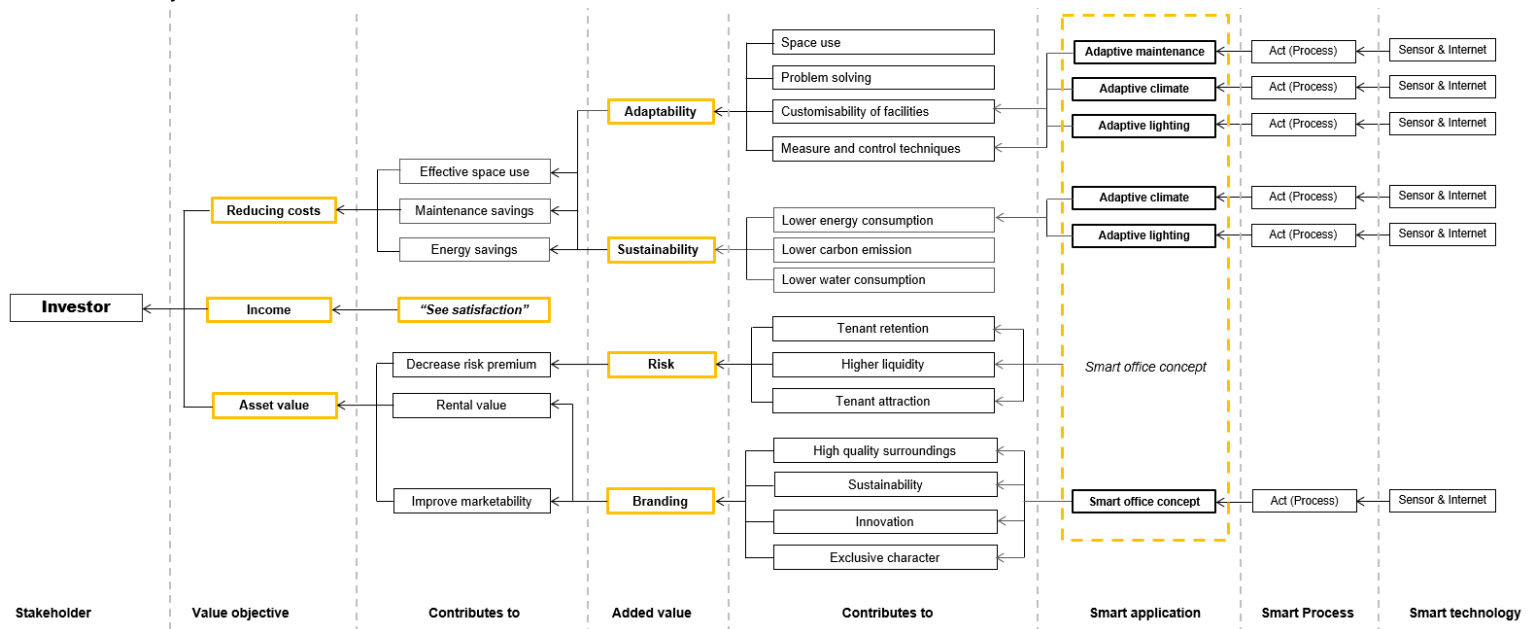 Space use
Adaptive maintenance
Act (Process)
Sensor & Internet
Problem solving
Adaptive climate
Act (Process)
Sensor & Internet
Adaptability
Customisability of facilities
Adaptive lighting
Act (Process)
Sensor & Internet
Measure and control techniques
Effective space use
Reducing costs
Maintenance savings
Adaptive climate
Act (Process)
Sensor & Internet
Lower energy consumption
Energy savings
Sustainability
Lower carbon emission
Adaptive lighting
Act (Process)
Sensor & Internet
Lower water consumption
Investor
Income
“See satisfaction”
Tenant retention
Decrease risk premium
Risk
Higher liquidity
Smart office concept
Asset value
Rental value
Tenant attraction
High quality surroundings
Sustainability
Improve marketability
Branding
Smart office concept
Act (Process)
Sensor & Internet
Innovation
Exclusive character
Stakeholder
Value objective
Contributes to
Added value
Contributes to
Smart application
Smart Process
Smart technology